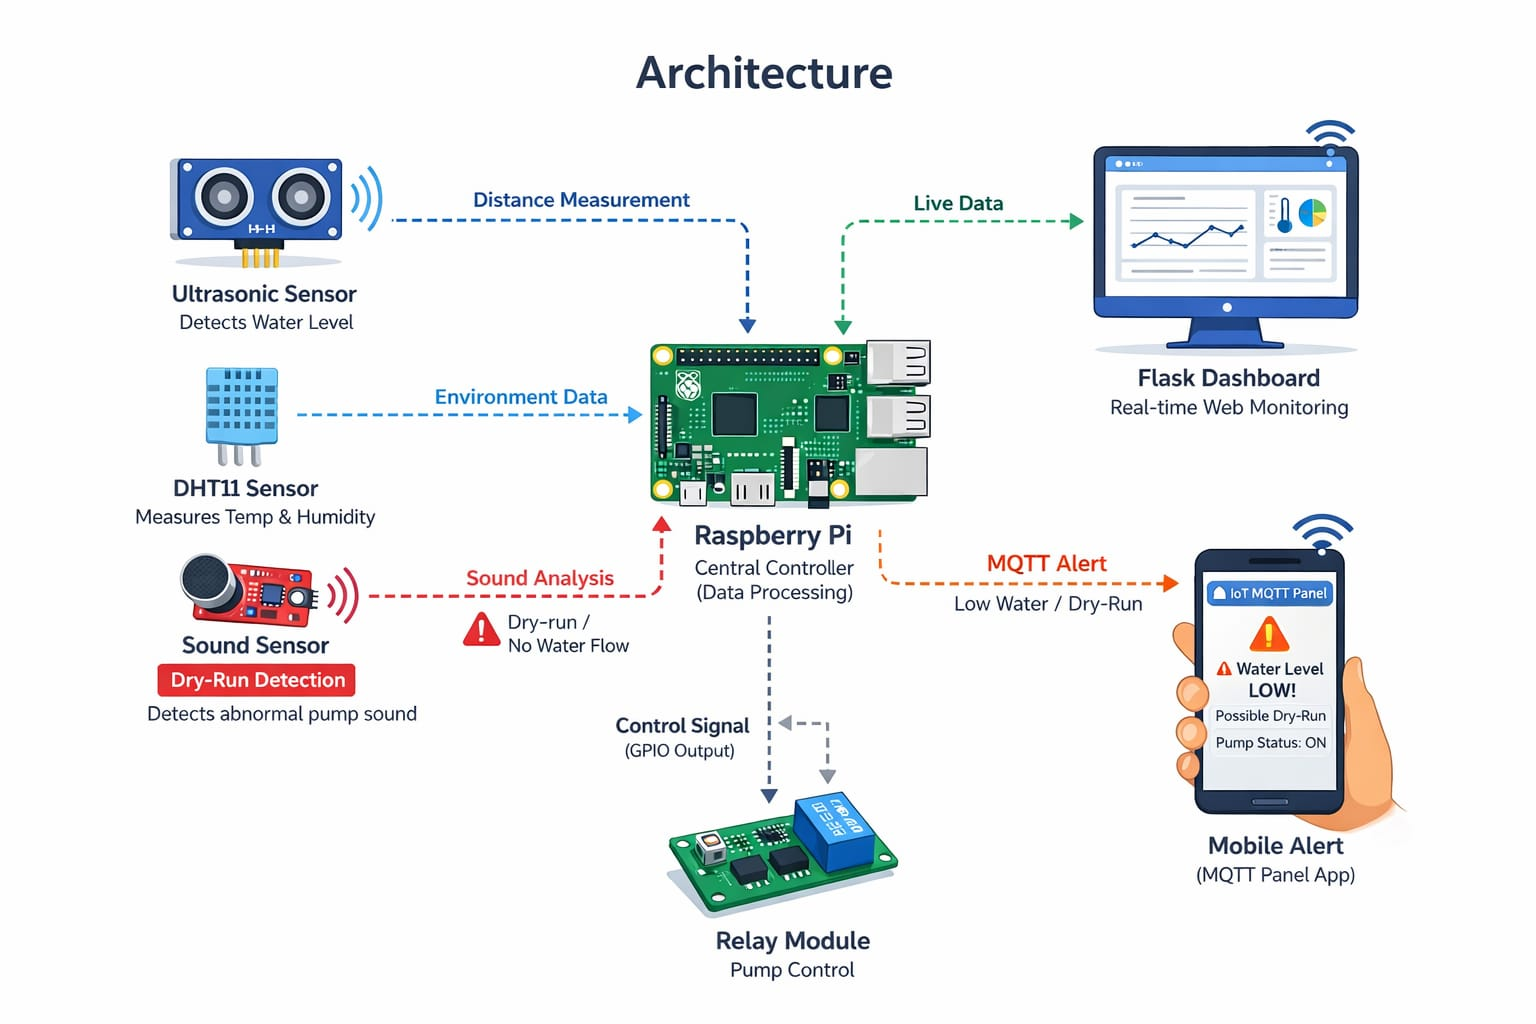 Architecture
Distance Measurement
Live Data
Ultrasonic Sensor
Detects Water Level
Flask Dashboard
Real-time Web Monitoring
Environment Data
DHT11 Sensor
Measures Temp & Humidity
Raspberry Pi
Central Controller
(Data Processing)
Sound Analysis
Dry-run /
No Water Flow
MQTT Alert
Low Water / Dry-Run
IoT MQTT Panel
Water Level
LOW!
Possible Dry-Run
Pump Status: ON
Sound Sensor
Dry-Run Detection
Detects abnormal pump sound
Control Signal
(GPIO Output)
Mobile Alert
(MQTT Panel App)
Relay Module
Pump Control